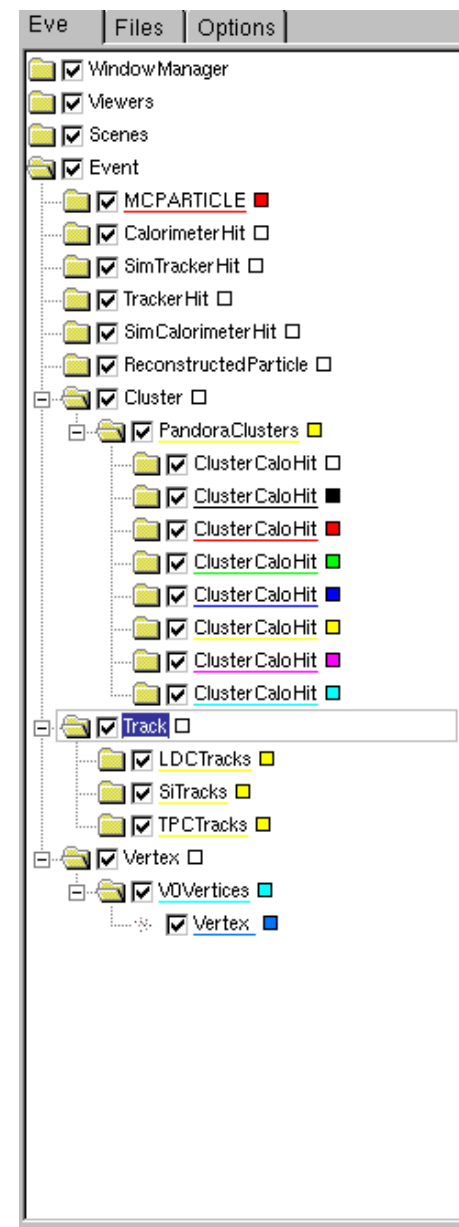 Eve Files Options
WindowManager
Viewers
Scenes
Event
MCPARTICLE
CalorimeterHit
SimTrackerHit
TrackerHit
SimCalorimeterHit
ReconstructedParticle
Cluster
PandoraClusters
ClusterCaloHit
ClusterCaloHit
ClusterCaloHit
ClusterCaloHit
ClusterCaloHit
ClusterCaloHit
ClusterCaloHit
ClusterCaloHit
Track
LDCTracks
SiTracks
TPCTracks
Vertex
V0Vertices
Vertex